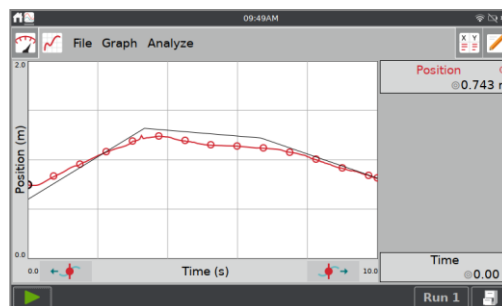 09:49AM
File Graph Analyze
X Y
2.0
Position (m)
0.0
0.0
Time (s)
10.0
Position
0.743
Time
0.00
Run 1